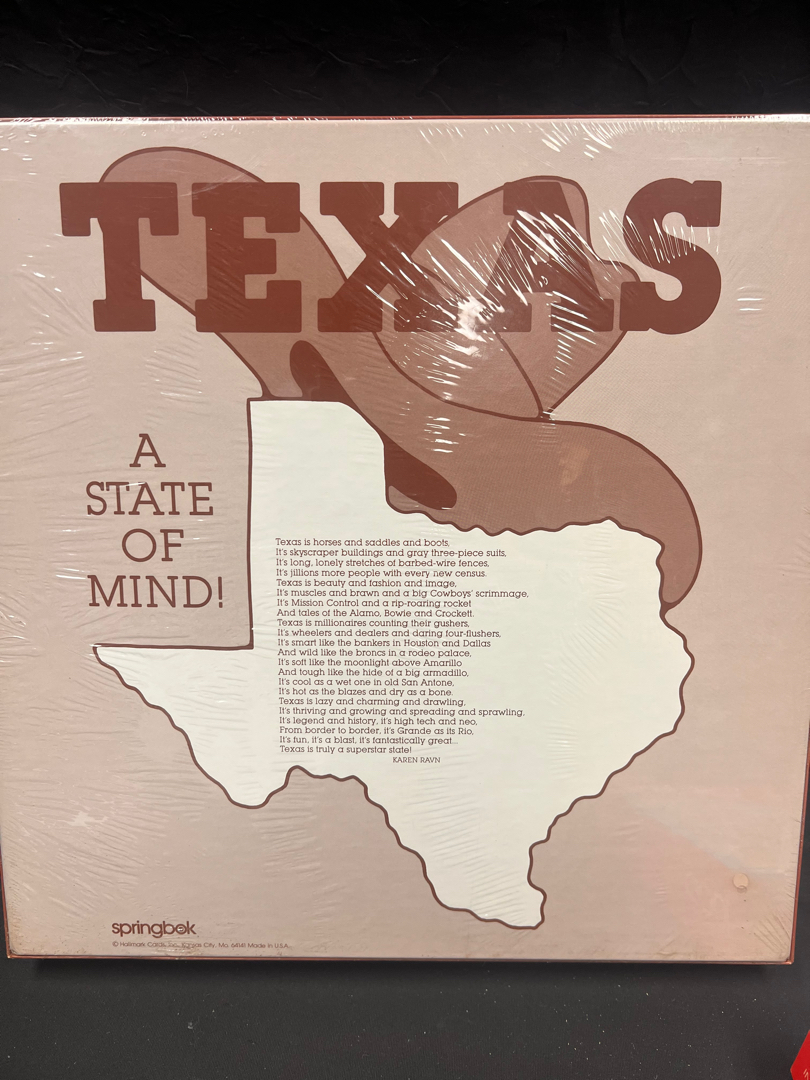 TEXAS
A
STATE
OF
MIND!
Texas is horses and saddles and boots,
It's skyscraper buildings and gray three-piece suits,
It's long, lonely stretches of barbed-wire fences,
It's jillions more people with every new census.
Texas is beauty and fashion and image,
It's muscles and brawn and a big Cowboys' scrimmage,
It's Mission Control and a rip-roaring rocket
And tales of the Alamo, Bowie and Crockett.
Texas is millionaires counting their gushers,
It's wheelers and dealers and daring four-flushers,
It's smart like the bankers in Houston and Dallas
And wild like the broncs in a rodeo palace,
It's soft like the moonlight above Amarillo
And tough like the hide of a big armadillo,
It's cool as a wet one in old San Antone,
It's hot as the blazes and dry as a bone.
Texas is lazy and charming and drawling,
It's thriving and growing and spreading and sprawling,
It's legend and history, it's high tech and neo,
From border to border, it's Grande as its Rio,
It's fun, it's a blast, it's fantastically great...
Texas is truly a superstar state!
KAREN RAVN
springbok
© Hallmark Cards, Inc., Kansas City, Mo. 64141 Made in U.S.A.